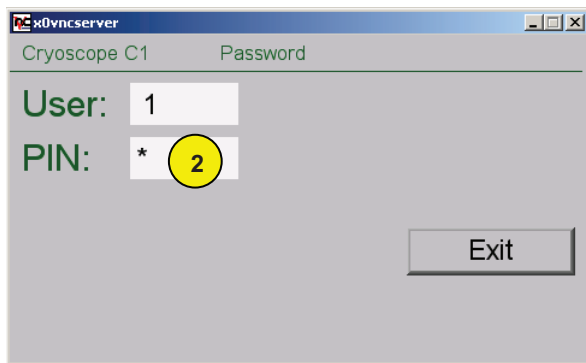 x0vncserver
Cryoscope C1 Password
User: 1
PIN: * 2
Exit